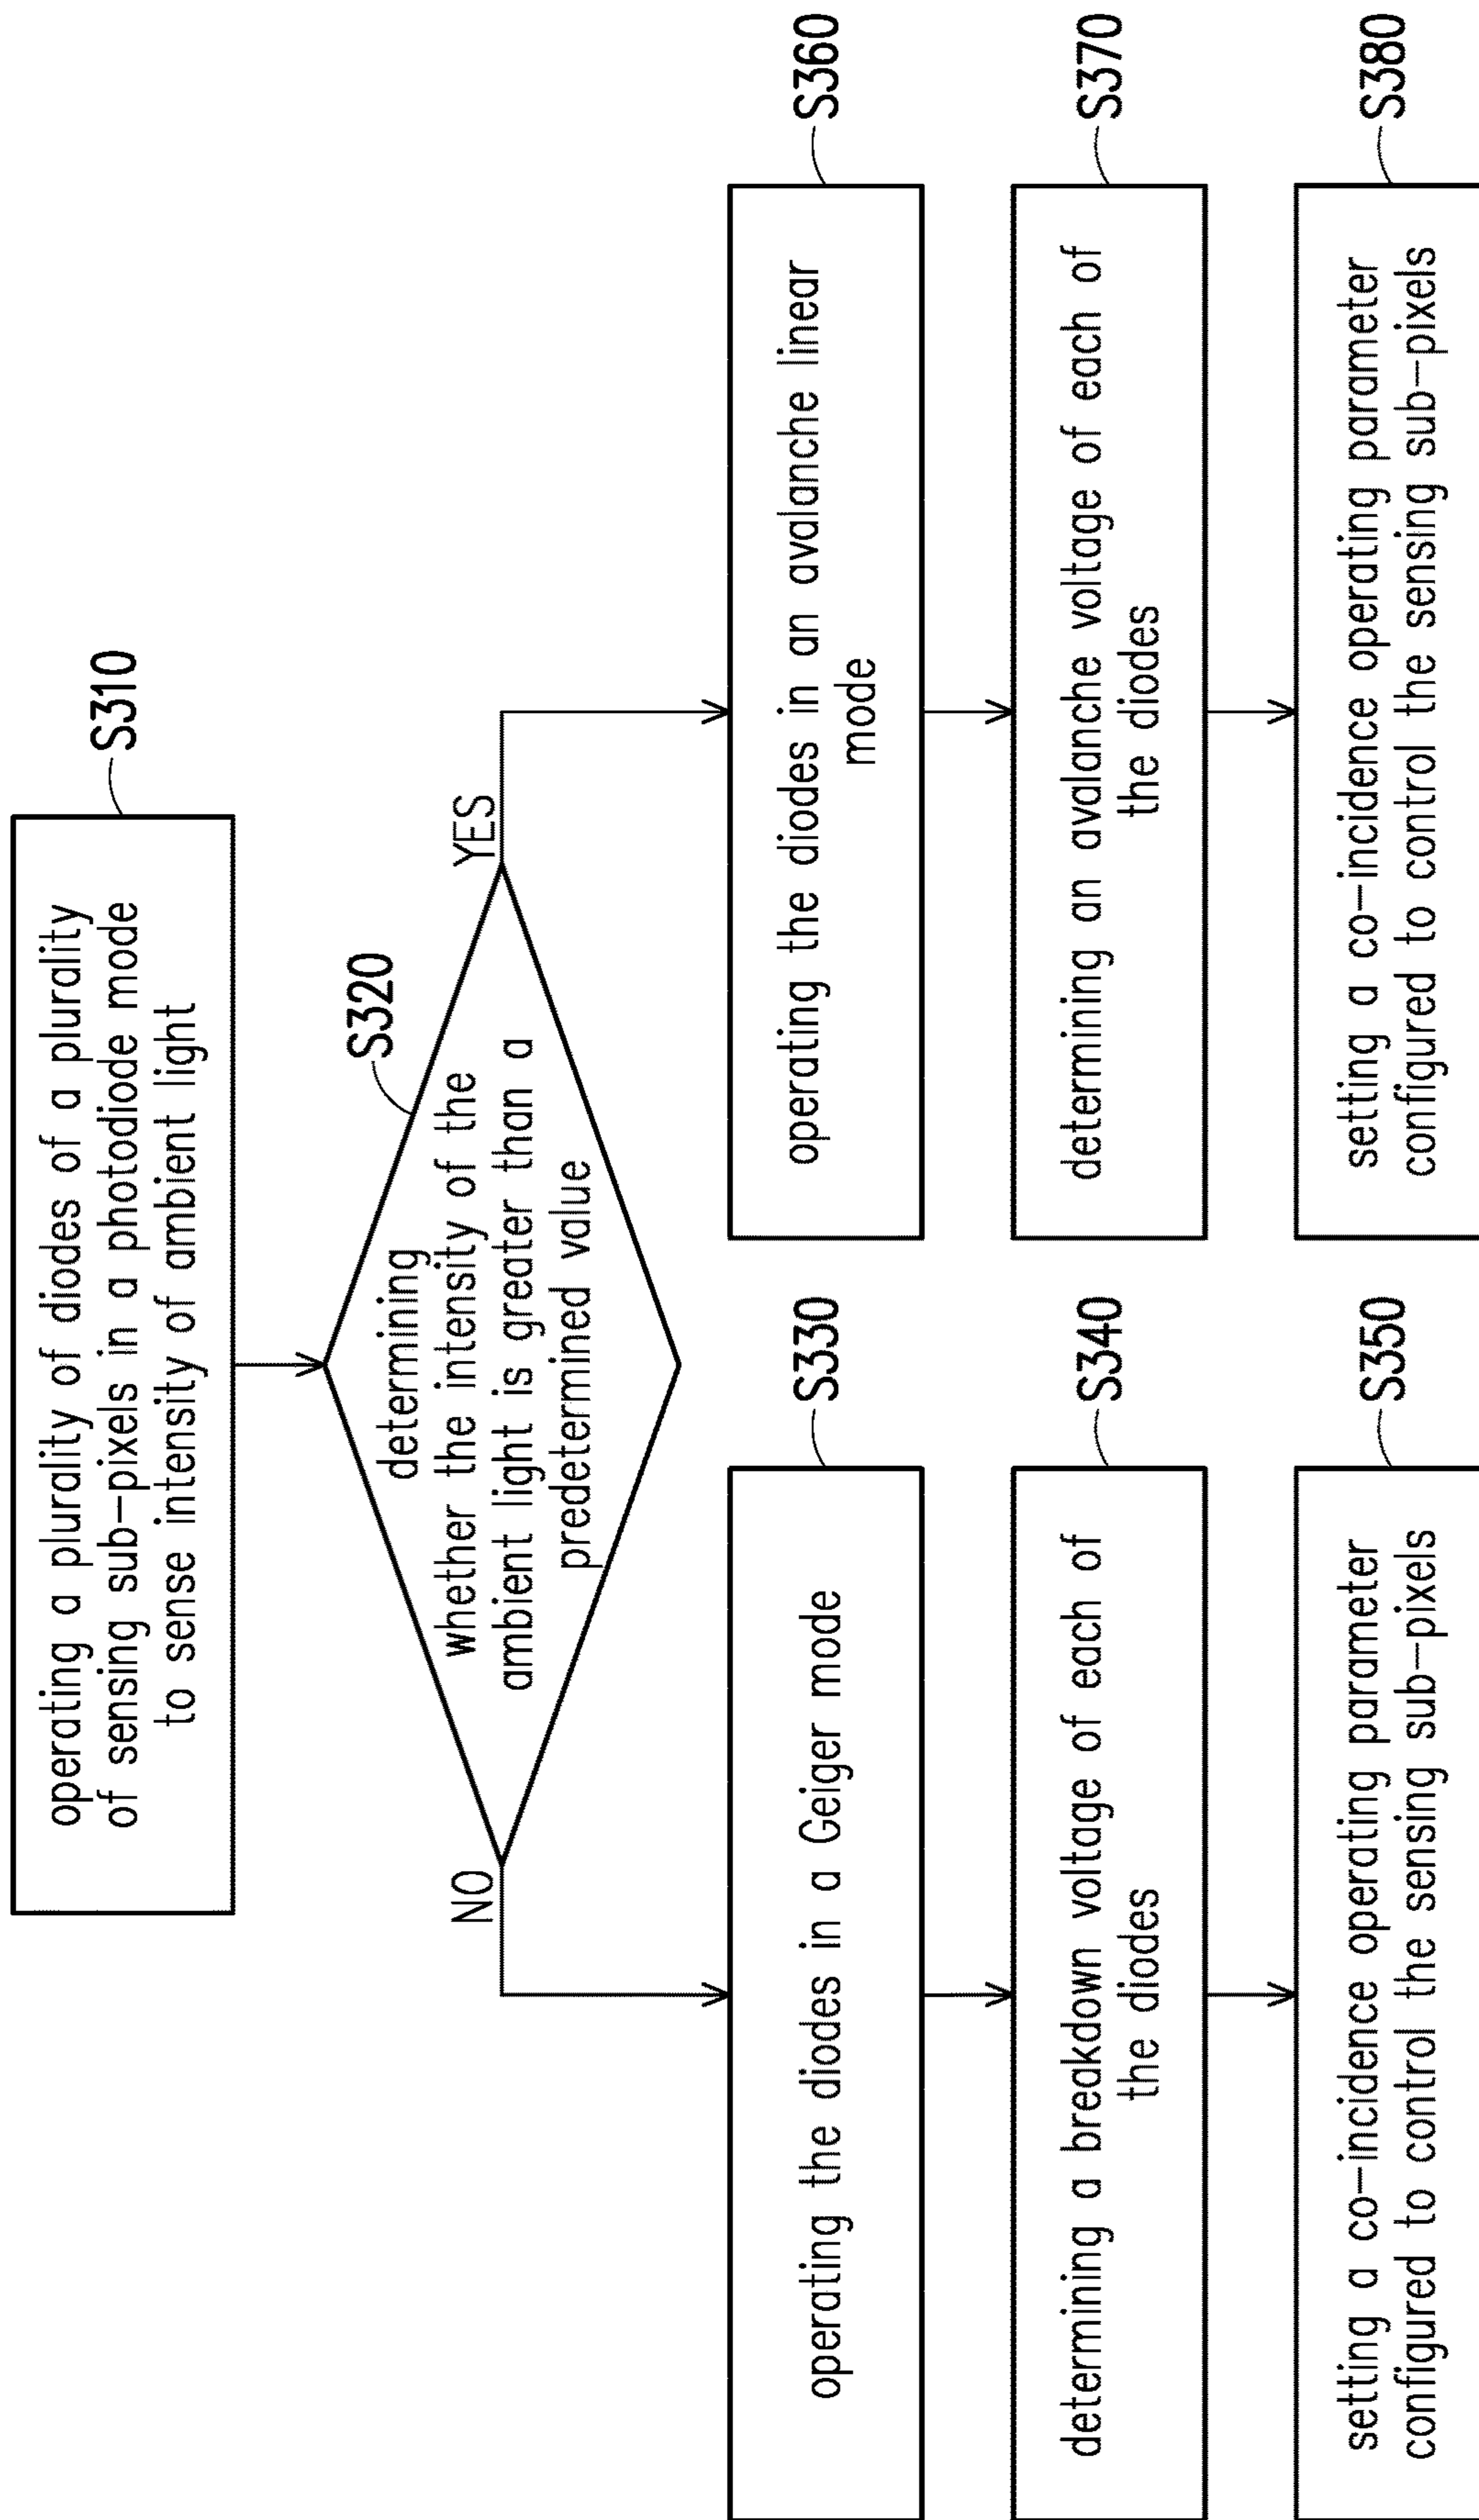 operating a plurality of diodes of a plurality
of sensing sub-pixels in a photodiode mode
to sense intensity of ambient light
S310
determining
whether the intensity of the
ambient light is greater than a
predetermined value
S320
NO
YES
operating the diodes in a Geiger mode
S330
determining a breakdown voltage of each of
the diodes
S340
setting a co-incidence operating parameter
configured to control the sensing sub-pixels
S350
operating the diodes in an avalanche linear
mode
S360
determining an avalanche voltage of each of
the diodes
S370
setting a co-incidence operating parameter
configured to control the sensing sub-pixels
S380